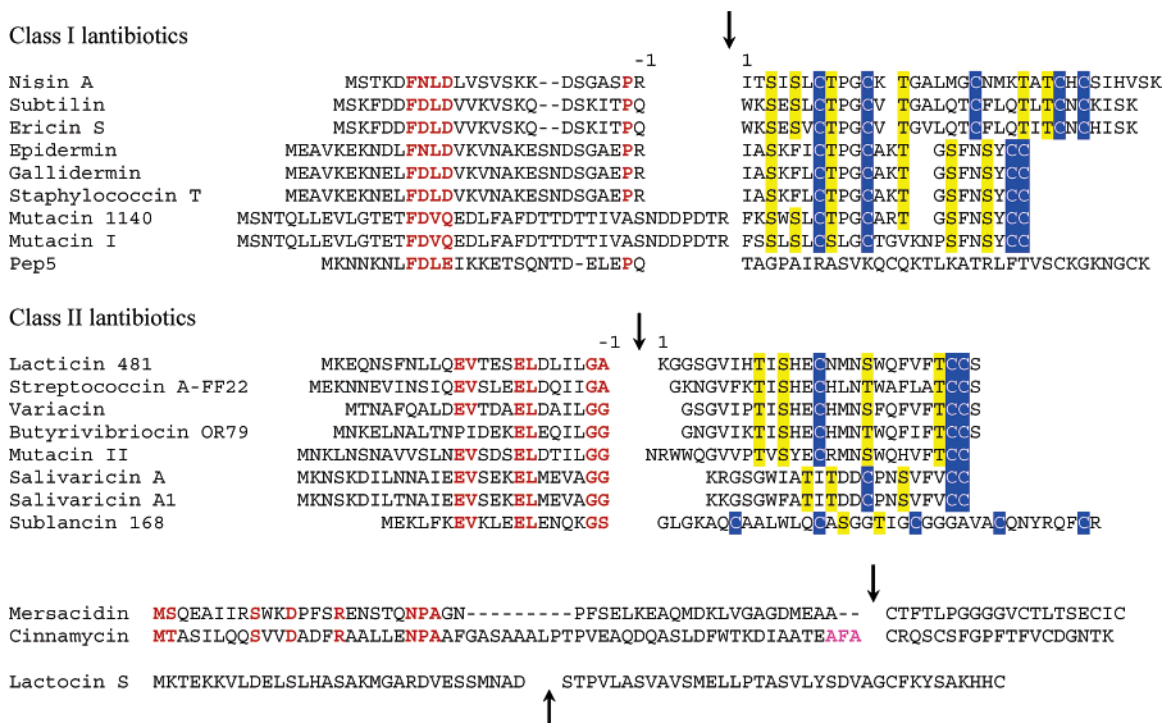 Class I lantibiotics
-1 1
Nisin A MSTKDFNLDLVSVSKK--DSGASPR ITSISLCTPGCK TGALMGCNMKTATCHCSIHVSK
Subtilin MSKFDDFDLDVVKVSKQ--DSKITPQ WKSESLCTPGCV TGALQTCFLQTLTCNCKISK
Ericin S MSKFDDFDLDVVKVSKQ--DSKITPQ WKSESVCTPGCV TGVLQTCFLQTITCNCHISK
Epidermin MEAVKEKNDLFNLDVKVNAKESNDSGAEPR IASKFICTPGCAKT GSFNSYCC
Gallidermin MEAVKEKNELFDLDVKVNAKESNDSGAEPR IASKFLCTPGCAKT GSFNSYCC
Staphylococcin T MEAVKEKNELFDLDVKVNAKESNDSGAEPR IASKFLCTPGCAKT GSFNSYCC
Mutacin 1140 MSNTQLLEVLGTETFDVQEDLFAFDTTDTTIVASNDDPDTR FKSWSLCTPGCART GSFNSYCC
Mutacin I MSNTQLLEVLGTETFDVQEDLFAFDTTDTTIVASNDDPDTR FSSLSLCSLGCTGVKNPSFNSYCC
Pep5 MKNNKNLFDLEIKKETSQNTD-ELEPQ TAGPAIRASVKQCQKTLKATRLFTVSCKGKNGCK
Class II lantibiotics
-1 1
Lacticin 481 MKEQNSFNLLQEVTESELDLILGA KGGSGVIHTISHECNMNSWQFVFTCCS
Streptococcin A-FF22 MEKNNEVINSIQEVSLEELDQIIGA GKNGVFKTISHECHLNTWAFLATCCS
Variacin MTNAFQALDEVTDAELDAILGG GSGVIPTISHECHMNSFQFVFTCCS
Butyrivibriocin OR79 MNKELNALTNPIDEKELEQILGG GNGVIKTISHECHMNTWQFIFTCCS
Mutacin II MNKLNSNAVVSLNEVSDSELDTILGG NRWWQGVVPTVSYECRMNSWQHVFTCC
Salivaricin A MKNSKDILNNAIEEVSEKELMEVAGG KRGSGWIATITDDCPNSVFVCC
Salivaricin A1 MKNSKDILTNAIEEVSEKELMEVAGG KKGSGWFATITDDCPNSVFVCC
Sublancin 168 MEKLFKEVKLEELENQKGS GLGKAQCAALWLQCASGGTIGCGGGAVACQNYRQFCR
Mersacidin MSQEAIIRSWKDPFSRENSTQNPAGN---------PFSELKEAQMDKLVGAGDMEAA-- CTFTLPGGGGVCTLTSECIC
Cinnamycin MTASILQQSVVDADFRAALLENPAAFGASAAALPTPVEAQDQASLDFWTKDIAATEAFA CRQSCSFGPFTFVCDGNTK
Lactocin S MKTEKKVLDELSLHASAKMGARDVESSMNAD STPVLASVAVSMELLPTASVLYSDVAGCFKYSAKHHC